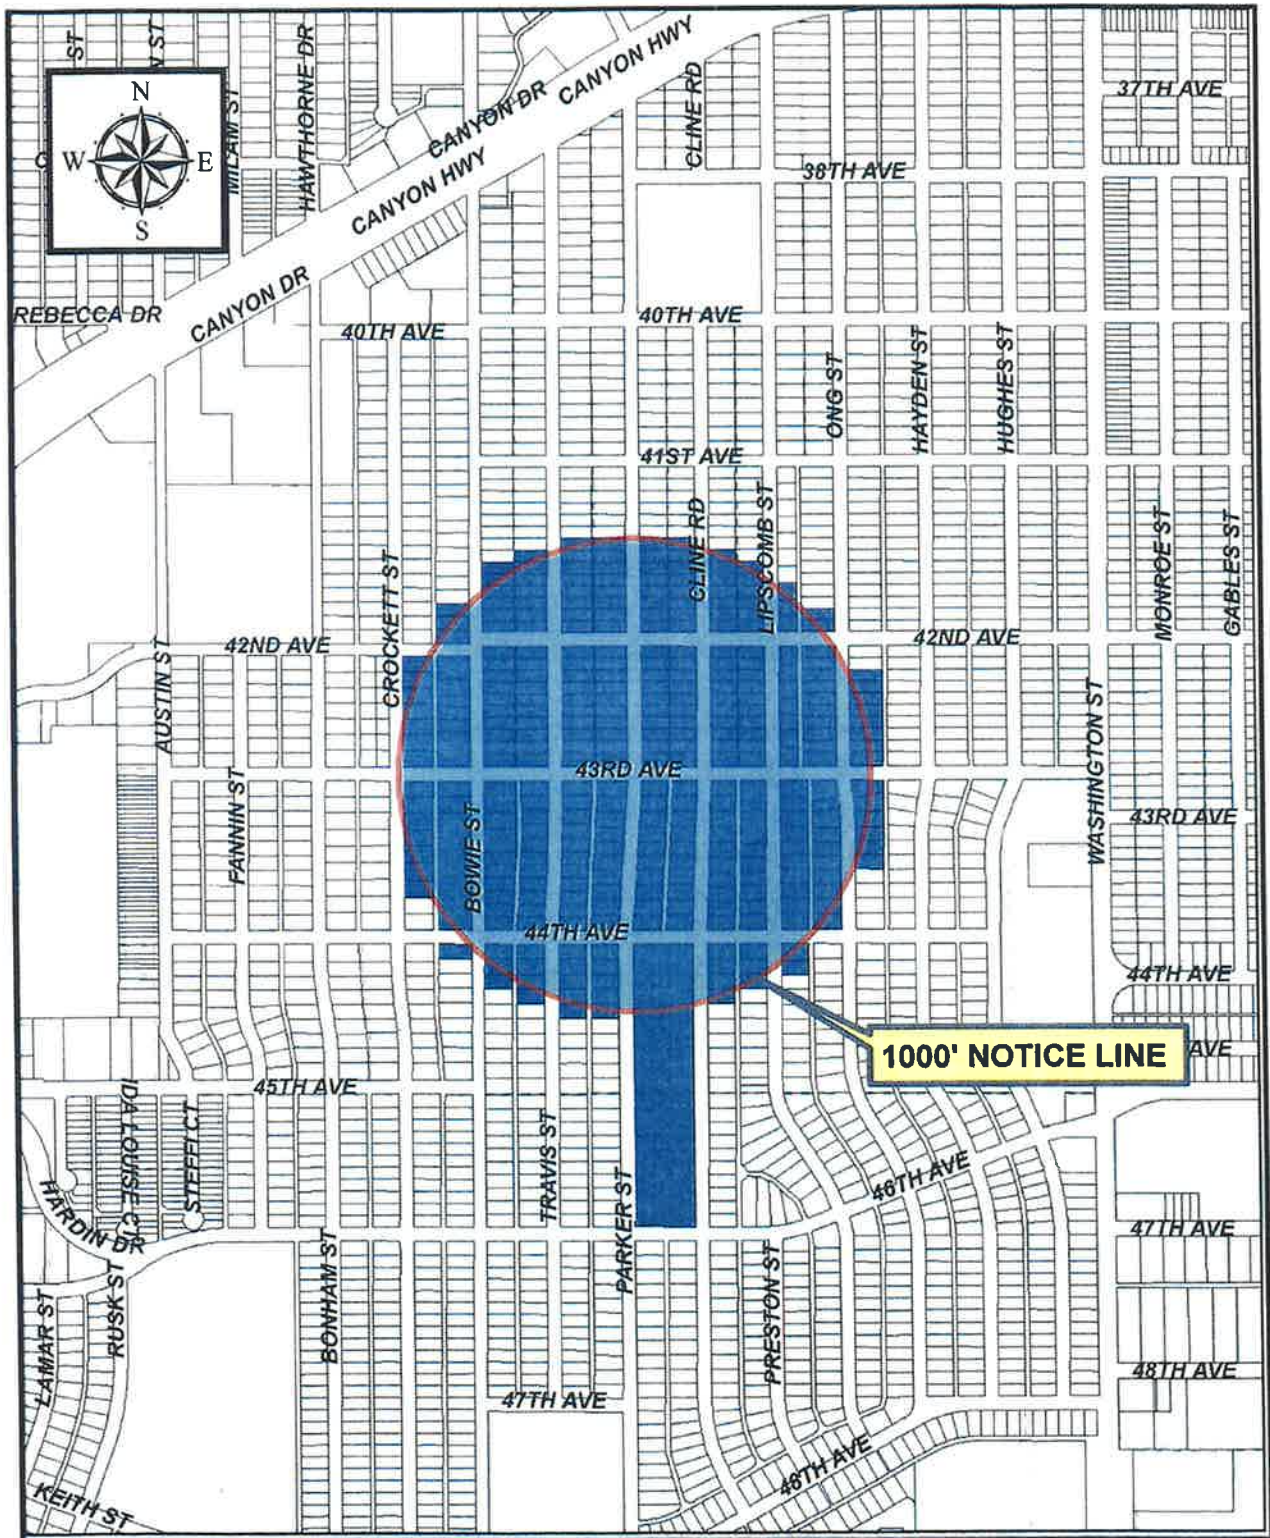 ST
N ST
HAWTHORNE DR
CANYON HWY
CLINE RD
37TH AVE
N
W
E
S
MILAM ST
CANYON DR
CANYON HWY
38TH AVE
REBECCA DR
CANYON DR
40TH AVE
40TH AVE
ONG ST
HAYDEN ST
HUGHES ST
41ST AVE
CROCKETT ST
CLINE RD
LIPSCOMB ST
MONROE ST
GABLES ST
42ND AVE
42ND AVE
AUSTIN ST
WASHINGTON ST
43RD AVE
FANNIN ST
BOWIE ST
43RD AVE
44TH AVE
44TH AVE
1000' NOTICE LINE
AVE
45TH AVE
IDA LOUISE CT
STEFFI CT
TRAVIS ST
PARKER ST
46TH AVE
HARDIN DR
47TH AVE
LAMAR ST
RUSK ST
BONHAM ST
PRESTON ST
48TH AVE
47TH AVE
48TH AVE
KEITH ST